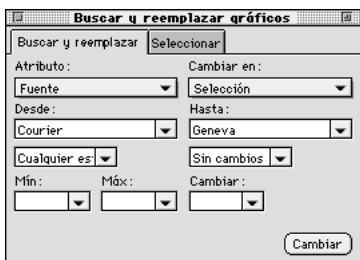 Buscar y reemplazar gráficos
Buscar y reemplazar Seleccionar
Atributo: Cambiar en:
Fuente Selección
Desde: Hasta:
Courier Geneva
Cualquier es Sin cambios
Mín: Máx: Cambiar:
Cambiar